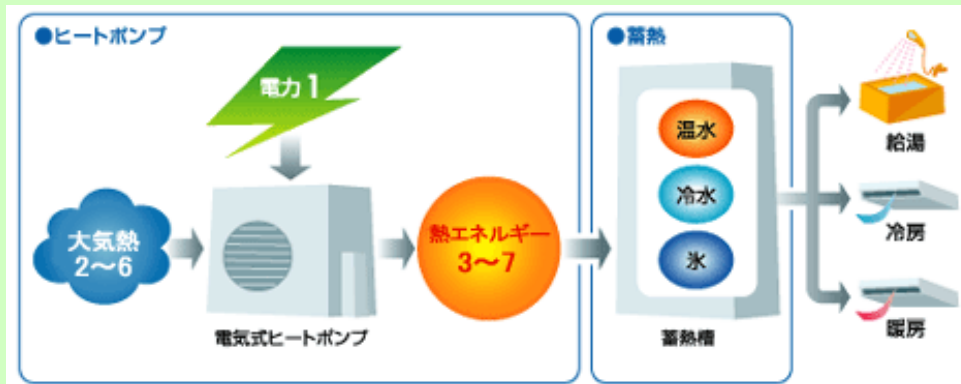 ●ヒートポンプ
電力1
大気熱
2～6
電気式ヒートポンプ
熱エネルギー
3～7
●蓄熱
温水
冷水
氷
蓄熱槽
給湯
冷房
暖房